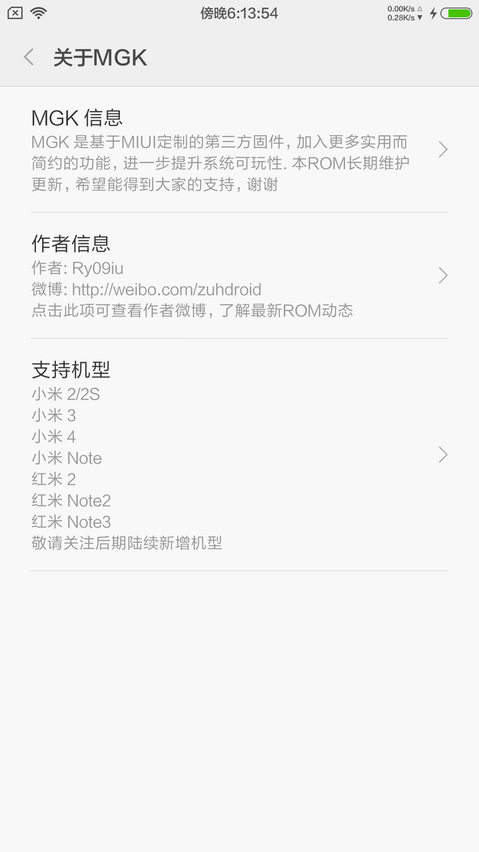 傍晚6:13:54
0.00K/s
0.28K/s
关于MGK
MGK 信息
MGK 是基于MIUI定制的第三方固件, 加入更多实用而
简约的功能, 进一步提升系统可玩性. 本ROM长期维护
更新, 希望能得到大家的支持, 谢谢
作者信息
作者: Ry09iu
微博: http://weibo.com/zuhdroid
点击此项可查看作者微博, 了解最新ROM动态
支持机型
小米 2/2S
小米 3
小米 4
小米 Note
红米 2
红米 Note2
红米 Note3
敬请关注后期陆续新增机型